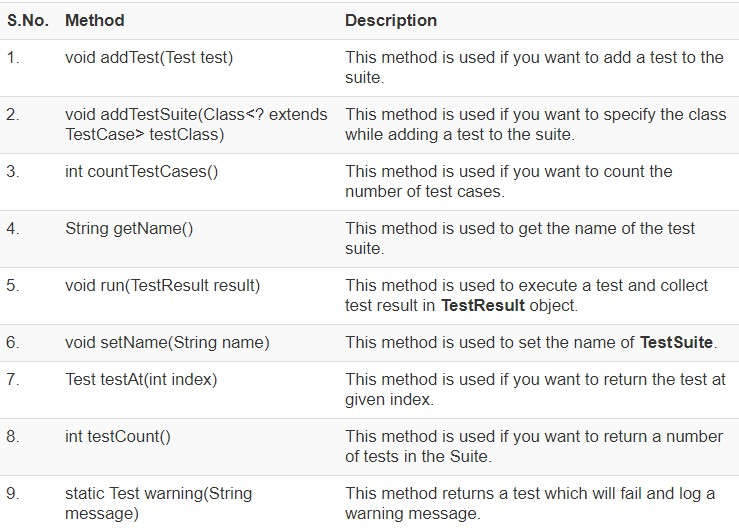 S.No. Method Description
1. void addTest(Test test) This method is used if you want to add a test to the
suite.
2. void addTestSuite(Class<? extends This method is used if you want to specify the class
TestCase> testClass) while adding a test to the suite.
3. int countTestCases() This method is used if you want to count the
number of test cases.
4. String getName() This method is used to get the name of the test
suite.
5. void run(TestResult result) This method is used to execute a test and collect
test result in TestResult object.
6. void setName(String name) This method is used to set the name of TestSuite.
7. Test testAt(int index) This method is used if you want to return the test at
given index.
8. int testCount() This method is used if you want to return a number
of tests in the Suite.
9. static Test warning(String This method returns a test which will fail and log a
message) warning message.